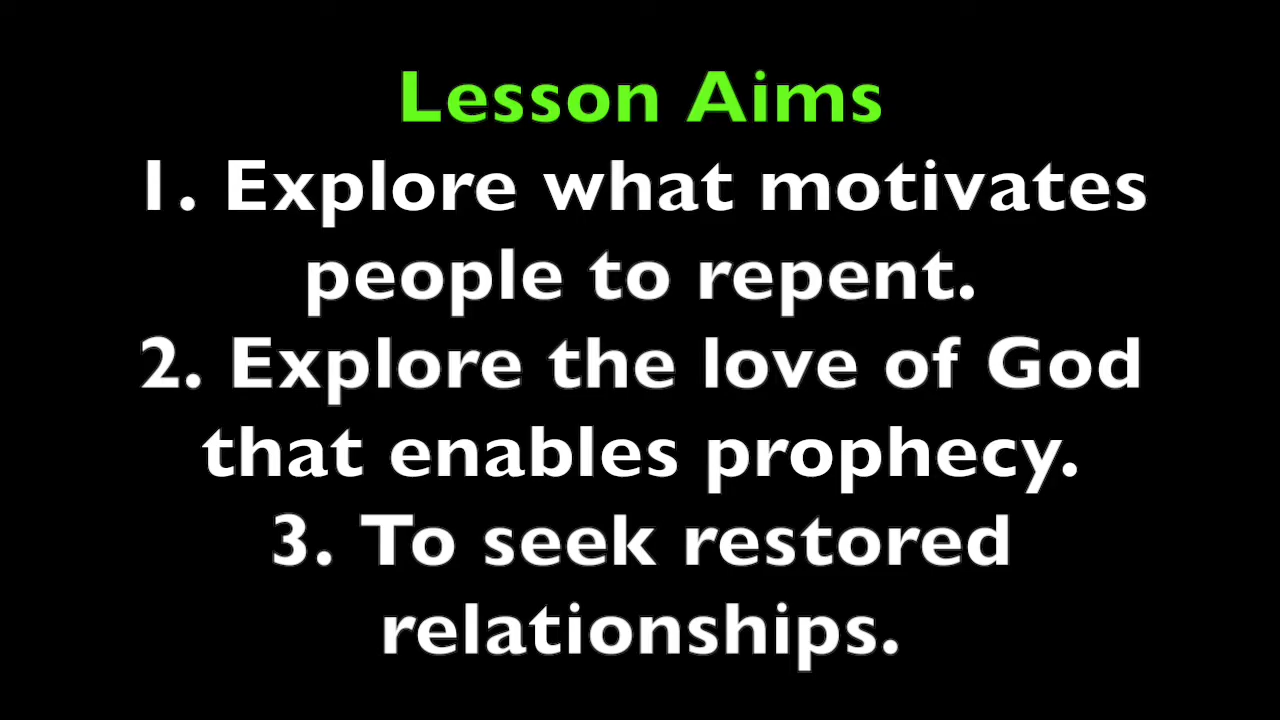 Lesson Aims
1. Explore what motivates
people to repent.
2. Explore the love of God
that enables prophecy.
3. To seek restored
relationships.